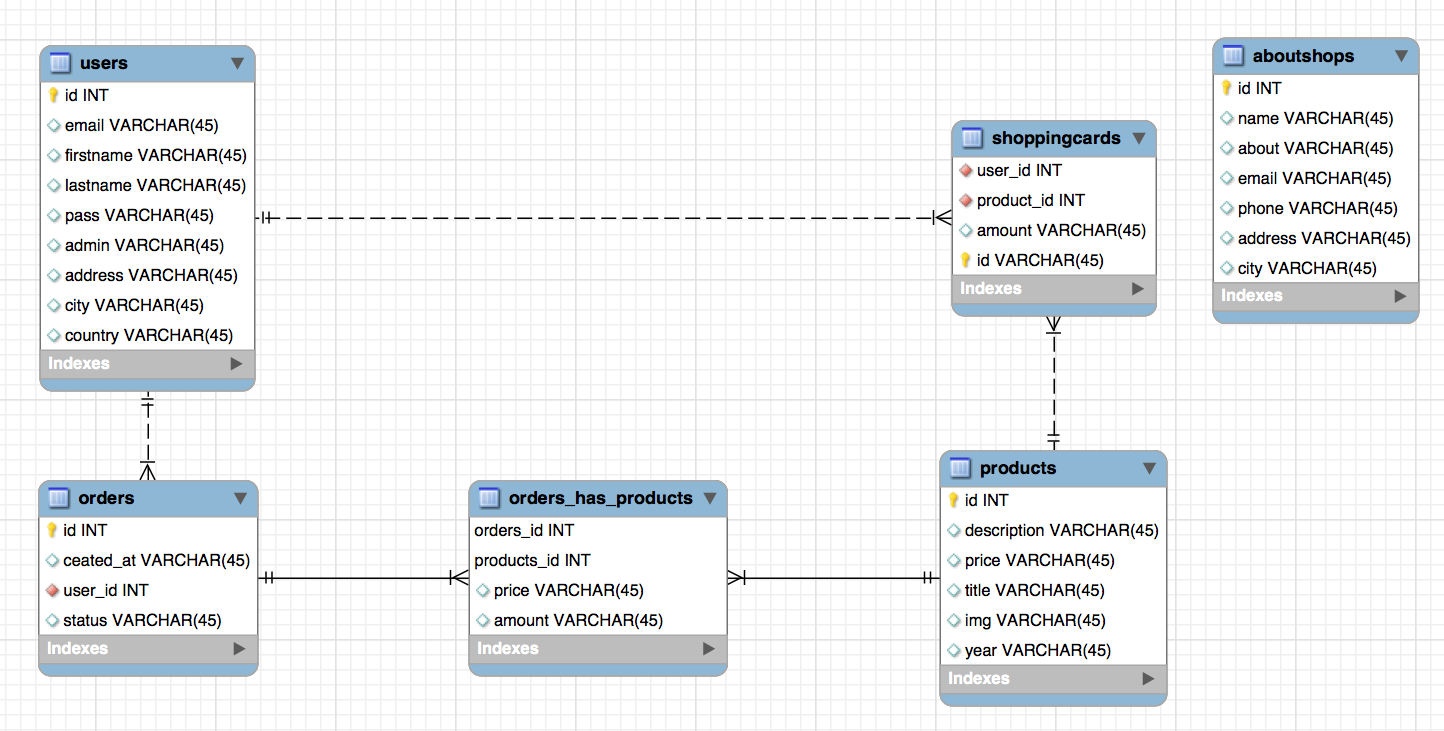 users
id INT
email VARCHAR(45)
firstname VARCHAR(45)
lastname VARCHAR(45)
pass VARCHAR(45)
admin VARCHAR(45)
address VARCHAR(45)
city VARCHAR(45)
country VARCHAR(45)
Indexes
shoppingcards
user_id INT
product_id INT
amount VARCHAR(45)
id VARCHAR(45)
Indexes
aboutshops
id INT
name VARCHAR(45)
about VARCHAR(45)
email VARCHAR(45)
phone VARCHAR(45)
address VARCHAR(45)
city VARCHAR(45)
Indexes
orders
id INT
ceated_at VARCHAR(45)
user_id INT
status VARCHAR(45)
Indexes
orders_has_products
orders_id INT
products_id INT
price VARCHAR(45)
amount VARCHAR(45)
Indexes
products
id INT
description VARCHAR(45)
price VARCHAR(45)
title VARCHAR(45)
img VARCHAR(45)
year VARCHAR(45)
Indexes